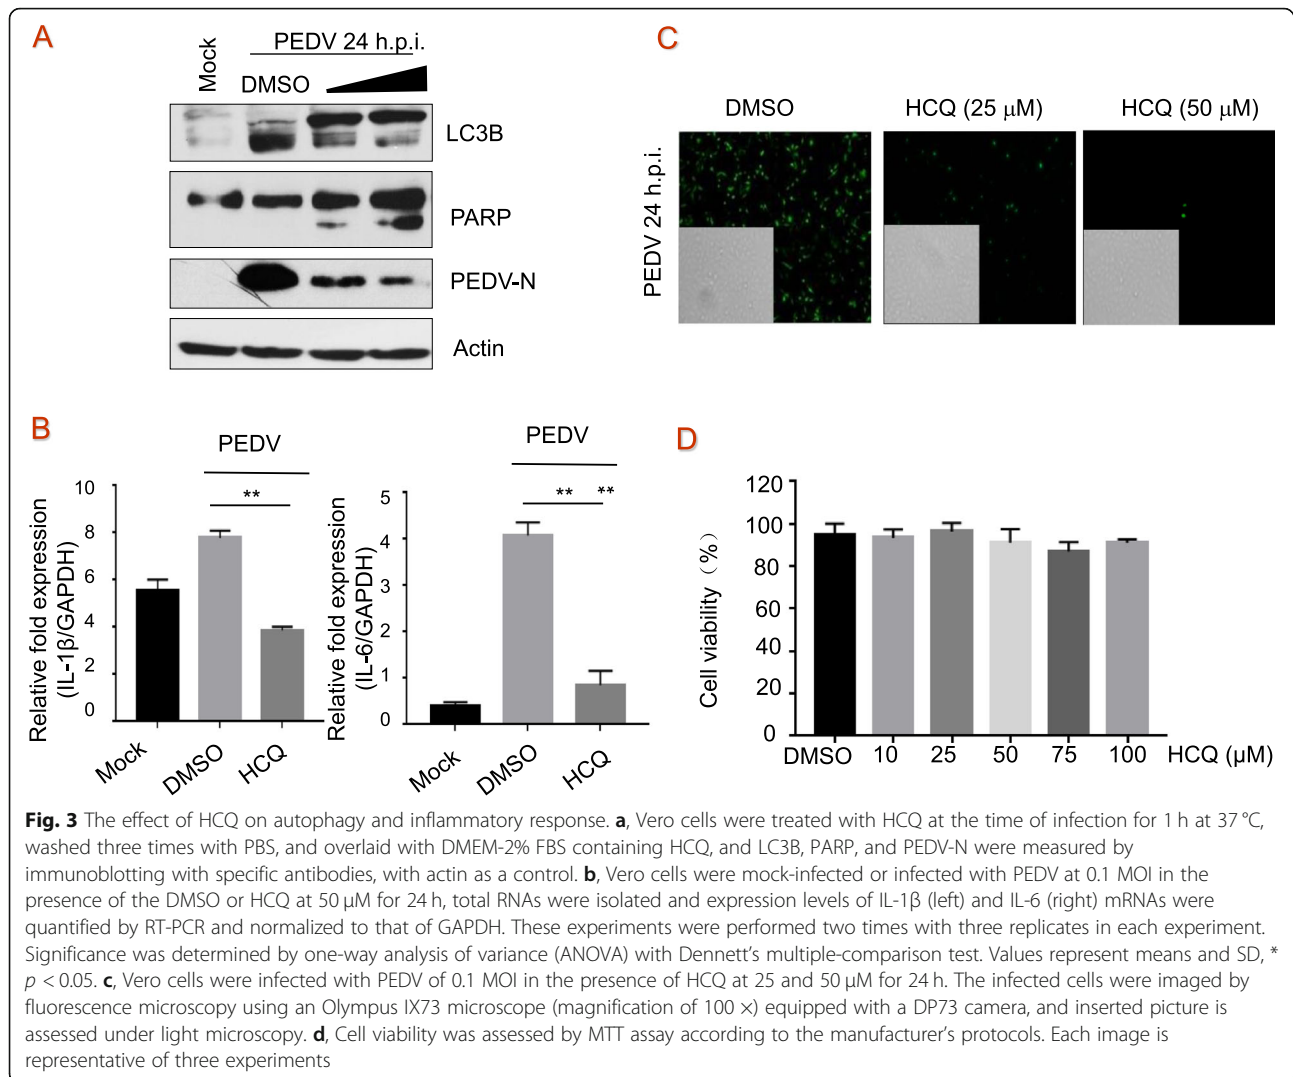 A
PEDV 24 h.p.i.
Mock
DMSO
LC3B
PARP
PEDV-N
Actin
C
DMSO
HCQ (25 μM)
HCQ (50 μM)
PEDV 24 h.p.i.
B
PEDV
**
Relative fold expression
(IL-1β/GAPDH)
10
8
6
4
2
0
Mock
DMSO
HCQ
PEDV
** **
Relative fold expression
(IL-6/GAPDH)
5
4
3
2
1
0
Mock
DMSO
HCQ
D
Cell viability (%)
120
100
80
60
40
20
0
DMSO 10 25 50 75 100 HCQ (μM)
Fig. 3 The effect of HCQ on autophagy and inflammatory response. a, Vero cells were treated with HCQ at the time of infection for 1 h at 37 °C,
washed three times with PBS, and overlaid with DMEM-2% FBS containing HCQ, and LC3B, PARP, and PEDV-N were measured by
immunoblotting with specific antibodies, with actin as a control. b, Vero cells were mock-infected or infected with PEDV at 0.1 MOI in the
presence of the DMSO or HCQ at 50 μM for 24 h, total RNAs were isolated and expression levels of IL-1β (left) and IL-6 (right) mRNAs were
quantified by RT-PCR and normalized to that of GAPDH. These experiments were performed two times with three replicates in each experiment.
Significance was determined by one-way analysis of variance (ANOVA) with Dennett's multiple-comparison test. Values represent means and SD, *
p < 0.05. c, Vero cells were infected with PEDV of 0.1 MOI in the presence of HCQ at 25 and 50 μM for 24 h. The infected cells were imaged by
fluorescence microscopy using an Olympus IX73 microscope (magnification of 100 ×) equipped with a DP73 camera, and inserted picture is
assessed under light microscopy. d, Cell viability was assessed by MTT assay according to the manufacturer's protocols. Each image is
representative of three experiments